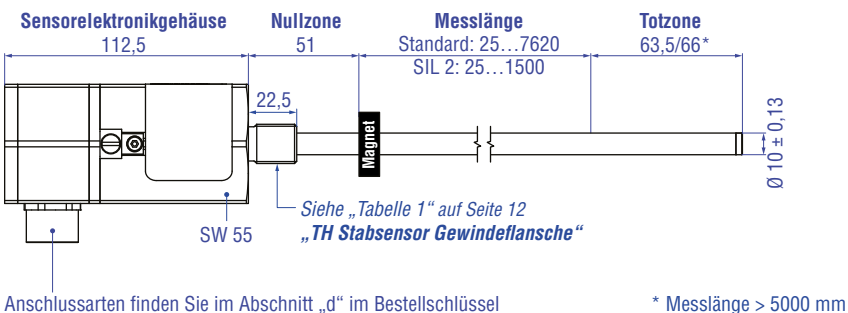 Sensorelektronikgehäuse Nullzone Messlänge Totzone
112,5 51 Standard: 25…7620 63,5/66*
SIL 2: 25…1500
22,5
Magnet
Ø 10 ± 0,13
Siehe „Tabelle 1“ auf Seite 12
„TH Stabsensor Gewindeflansche“
SW 55
Anschlussarten finden Sie im Abschnitt „d“ im Bestellschlüssel * Messlänge > 5000 mm